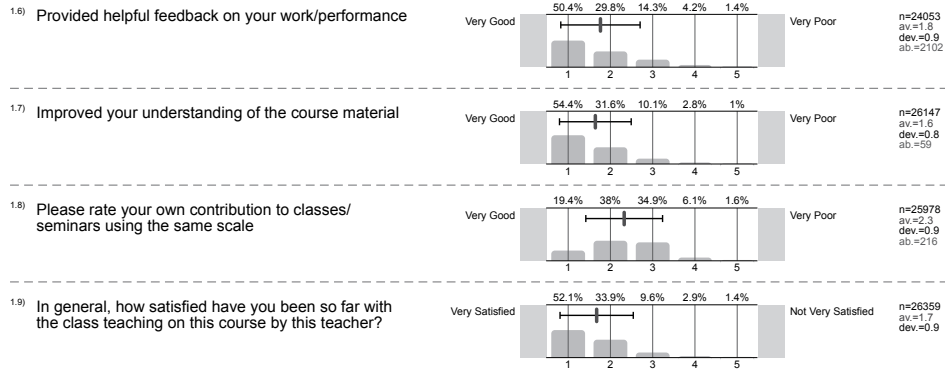 1.6) Provided helpful feedback on your work/performance
Very Good
50.4% 29.8% 14.3% 4.2% 1.4%
1 2 3 4 5
Very Poor
n=24053
av.=1.8
dev.=0.9
ab.=2102
1.7) Improved your understanding of the course material
Very Good
54.4% 31.6% 10.1% 2.8% 1%
1 2 3 4 5
Very Poor
n=26147
av.=1.6
dev.=0.8
ab.=59
1.8) Please rate your own contribution to classes/
seminars using the same scale
Very Good
19.4% 38% 34.9% 6.1% 1.6%
1 2 3 4 5
Very Poor
n=25978
av.=2.3
dev.=0.9
ab.=216
1.9) In general, how satisfied have you been so far with
the class teaching on this course by this teacher?
Very Satisfied
52.1% 33.9% 9.6% 2.9% 1.4%
1 2 3 4 5
Not Very Satisfied
n=26359
av.=1.7
dev.=0.9